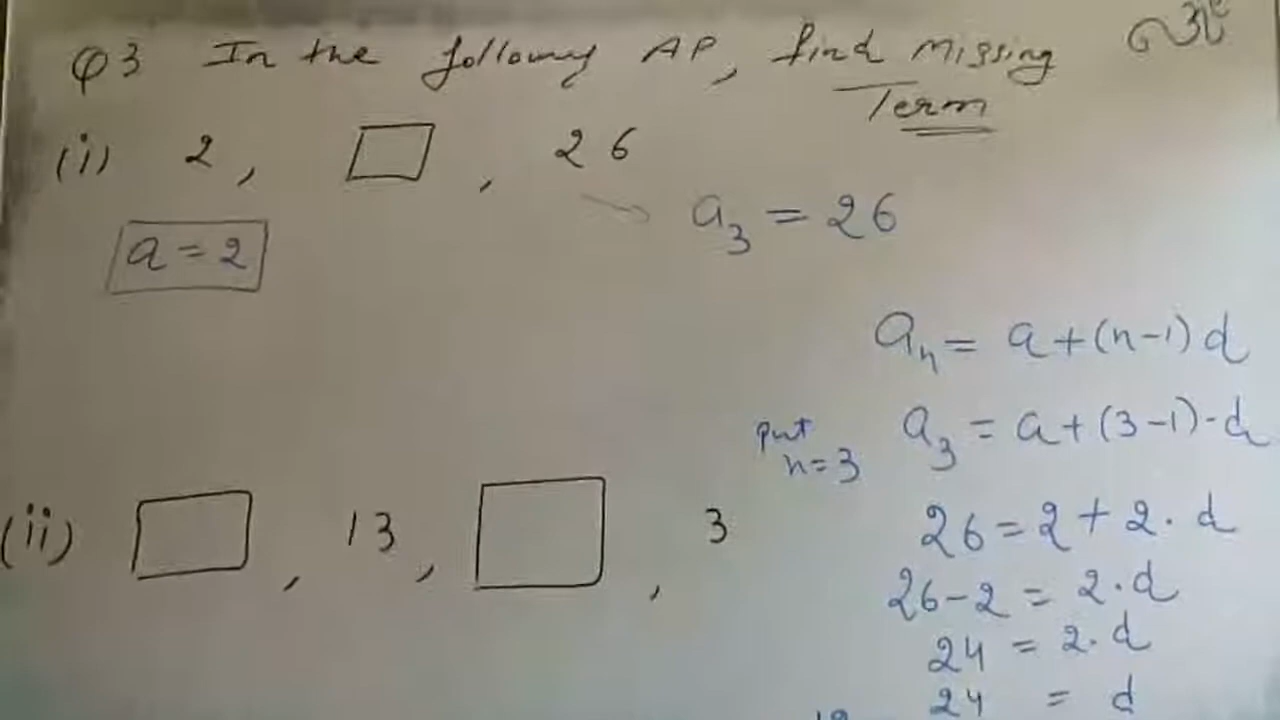 Q3 In the following AP, find Missing
Term
(i) 2, □, 26
a = 2
a₃ = 26
aₙ = a + (n-1) d
put n=3 a₃ = a + (3-1)·d
26 = 2 + 2·d
26-2 = 2·d
24 = 2·d
24 = d
(ii) □, 13, □, 3